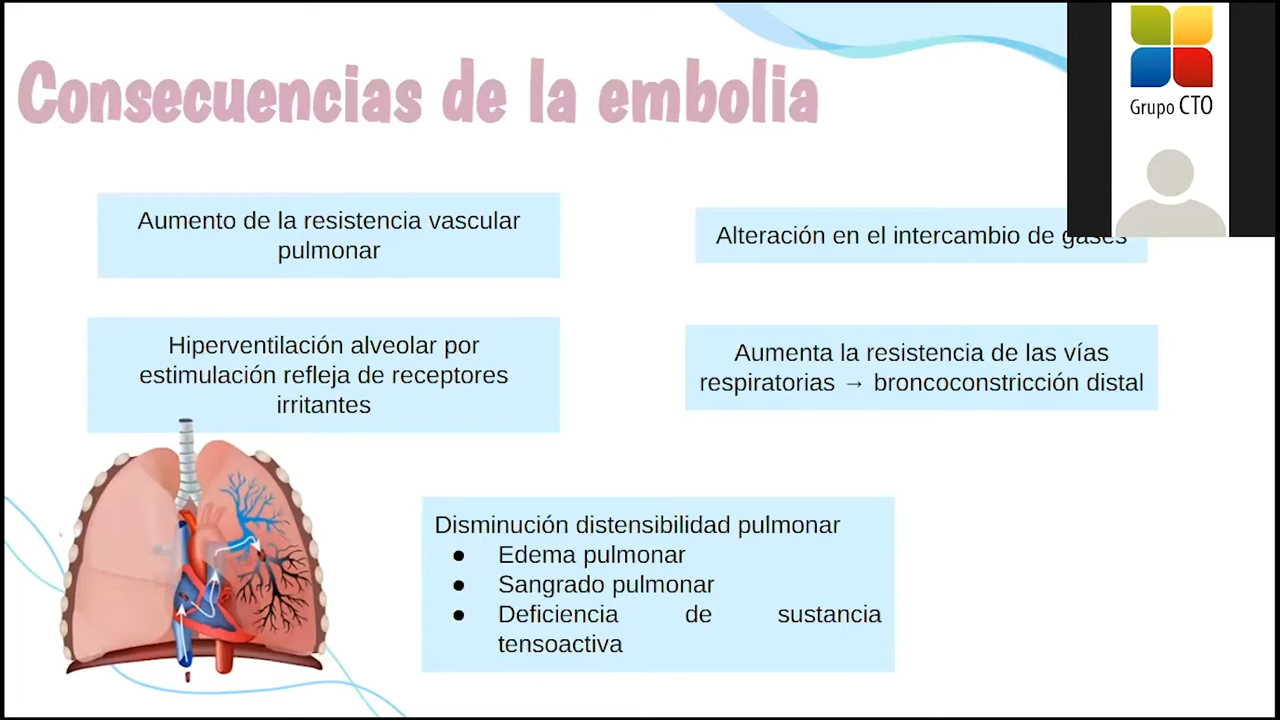 Consecuencias de la embolia
Grupo CTO
Aumento de la resistencia vascular
pulmonar
Alteración en el intercambio de gases
Hiperventilación alveolar por
estimulación refleja de receptores
irritantes
Aumenta la resistencia de las vías
respiratorias → broncoconstricción distal
Disminución distensibilidad pulmonar
● Edema pulmonar
● Sangrado pulmonar
● Deficiencia de sustancia
tensoactiva